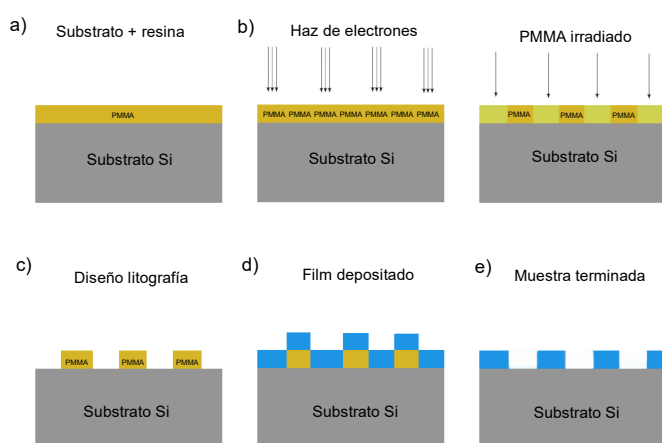 a) Substrato + resina
b) Haz de electrones
PMMA irradiado
PMMA
PMMA PMMA PMMA PMMA PMMA PMMA PMMA
PMMA PMMA PMMA
Substrato Si
Substrato Si
Substrato Si
c) Diseño litografía
d) Film depositado
e) Muestra terminada
PMMA PMMA PMMA
Substrato Si
Substrato Si
Substrato Si